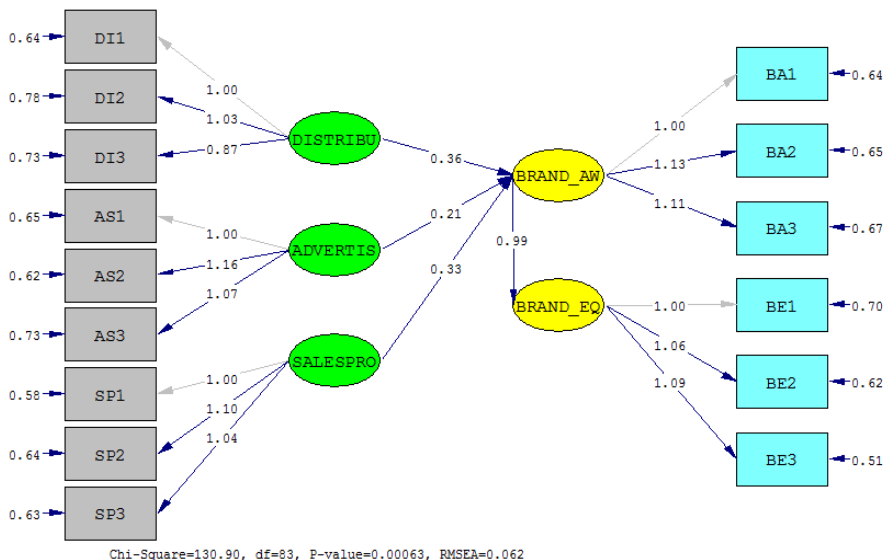 0.64 DI1
0.78 DI2
0.73 DI3
0.65 AS1
0.62 AS2
0.73 AS3
0.58 SP1
0.64 SP2
0.63 SP3
1.00
1.03
0.87
1.00
1.16
1.07
1.00
1.10
1.04
DISTRIBU
ADVERTIS
SALESPRO
0.36
0.21
0.33
BRAND_AW
0.99
BRAND_EQ
1.00
1.13
1.11
1.00
1.06
1.09
BA1 0.64
BA2 0.65
BA3 0.67
BE1 0.70
BE2 0.62
BE3 0.51
Chi-Square=130.90, df=83, P-value=0.00063, RMSEA=0.062